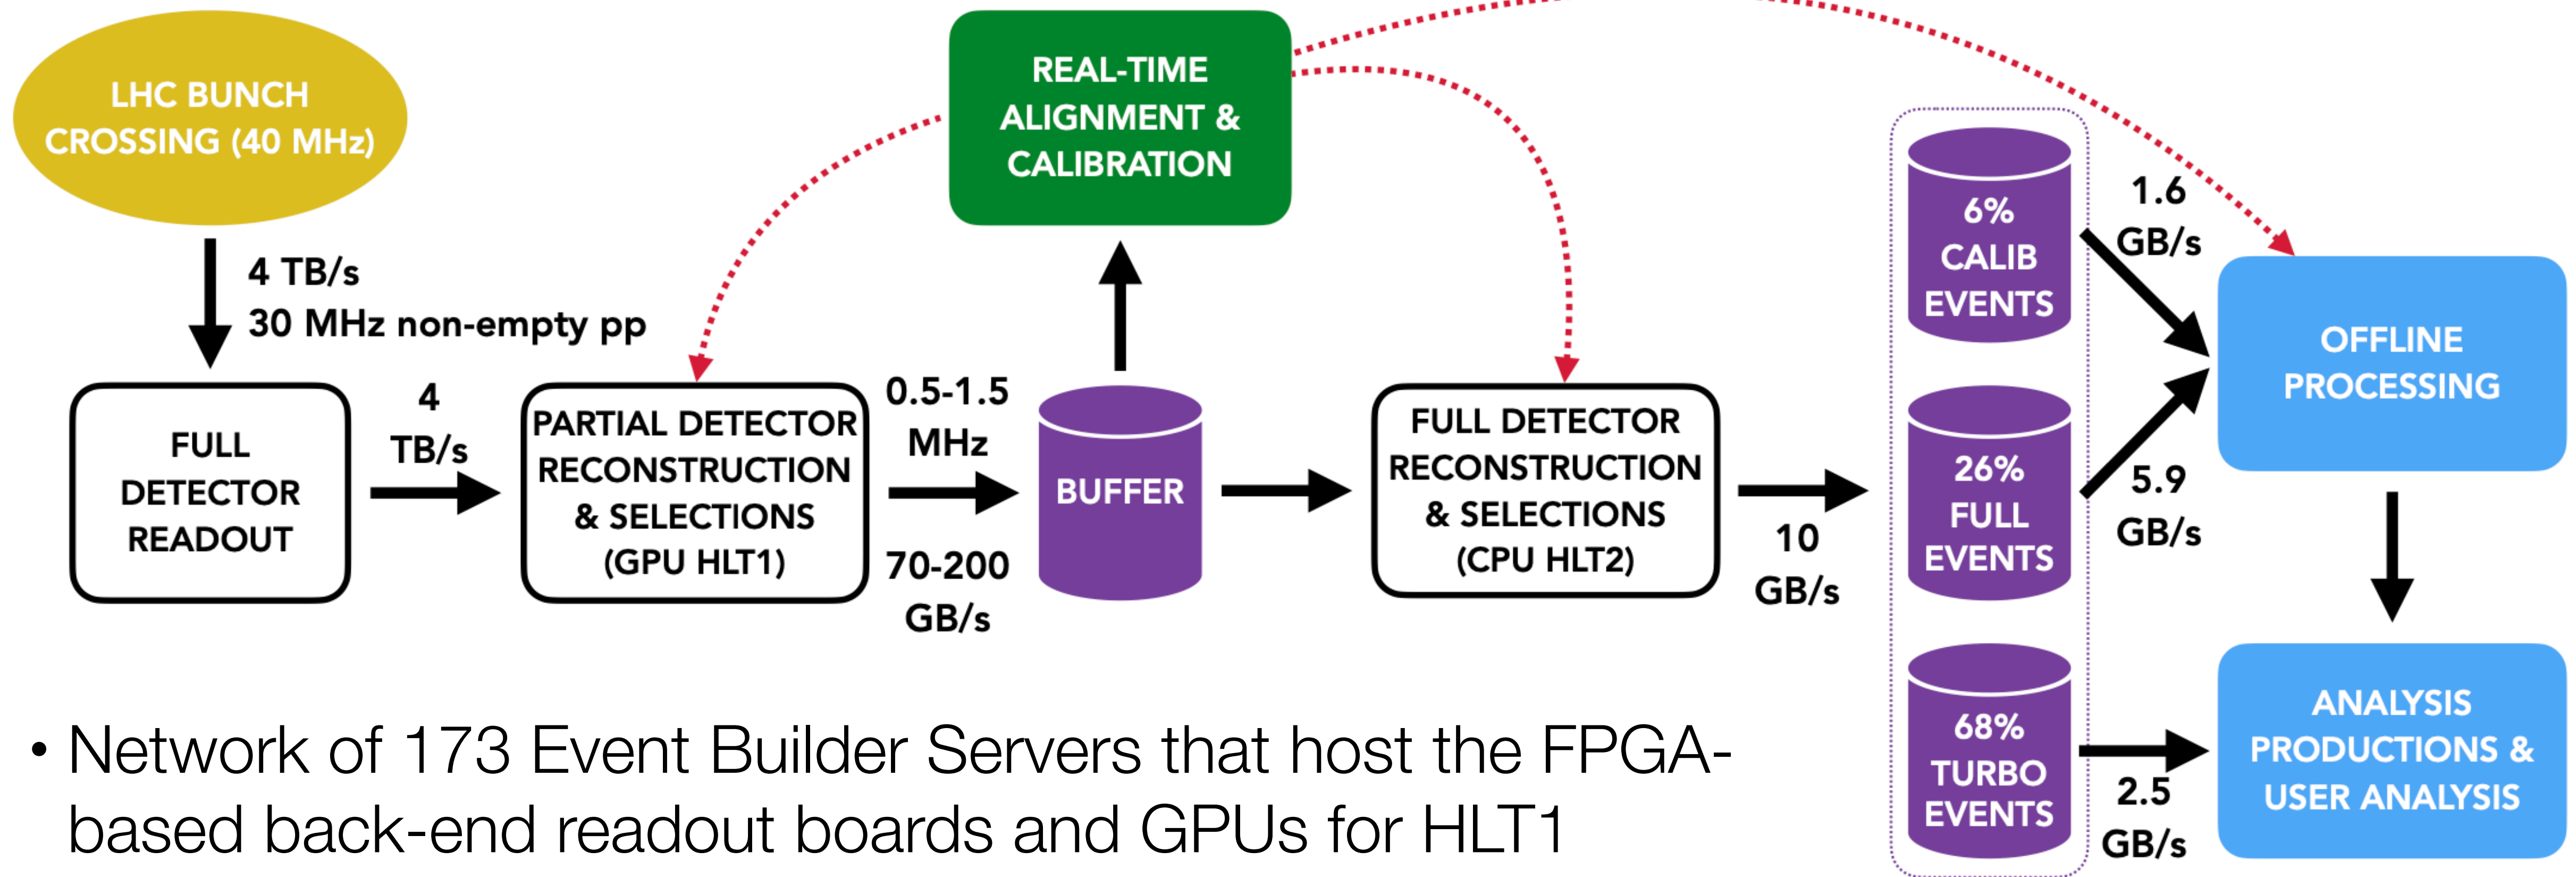 LHC BUNCH
CROSSING (40 MHz)
4 TB/s
30 MHz non-empty pp
FULL
DETECTOR
READOUT
4
TB/s
PARTIAL DETECTOR
RECONSTRUCTION
& SELECTIONS
(GPU HLT1)
0.5-1.5
MHz
70-200
GB/s
BUFFER
REAL-TIME
ALIGNMENT &
CALIBRATION
FULL DETECTOR
RECONSTRUCTION
& SELECTIONS
(CPU HLT2)
10
GB/s
6%
CALIB
EVENTS
1.6
GB/s
26%
FULL
EVENTS
5.9
GB/s
68%
TURBO
EVENTS
2.5
GB/s
OFFLINE
PROCESSING
ANALYSIS
PRODUCTIONS &
USER ANALYSIS
• Network of 173 Event Builder Servers that host the FPGA-
based back-end readout boards and GPUs for HLT1